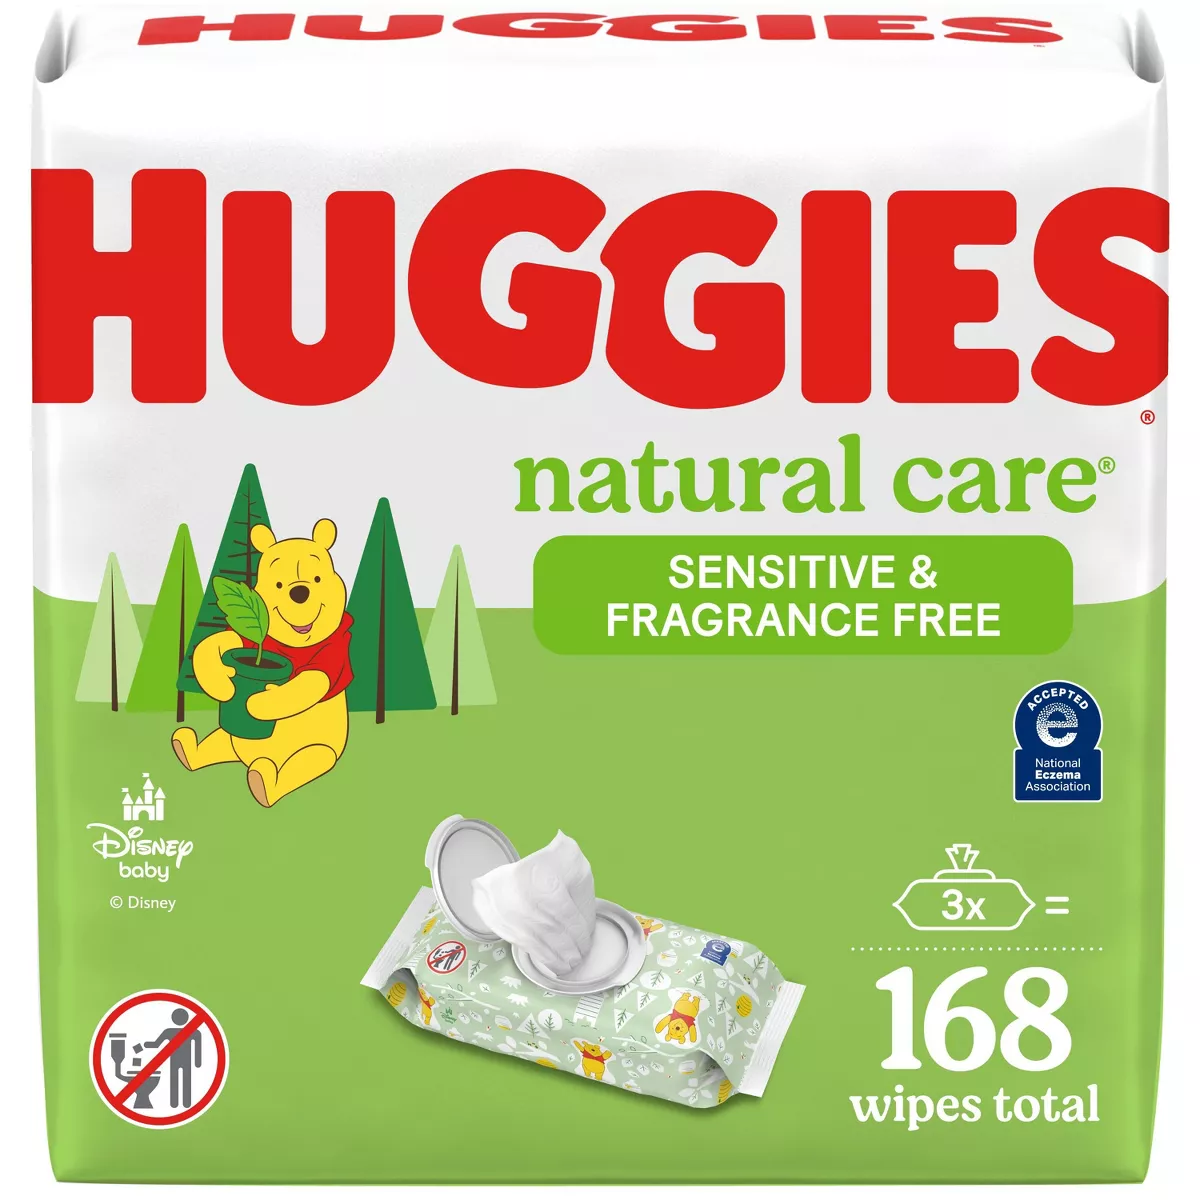 HUGGIES
HUGGIES®
natural care®
SENSITIVE &
FRAGRANCE FREE
ACCEPTED
e
National
Eczema
Association
Disney
baby
© Disney
3x =
168
wipes total